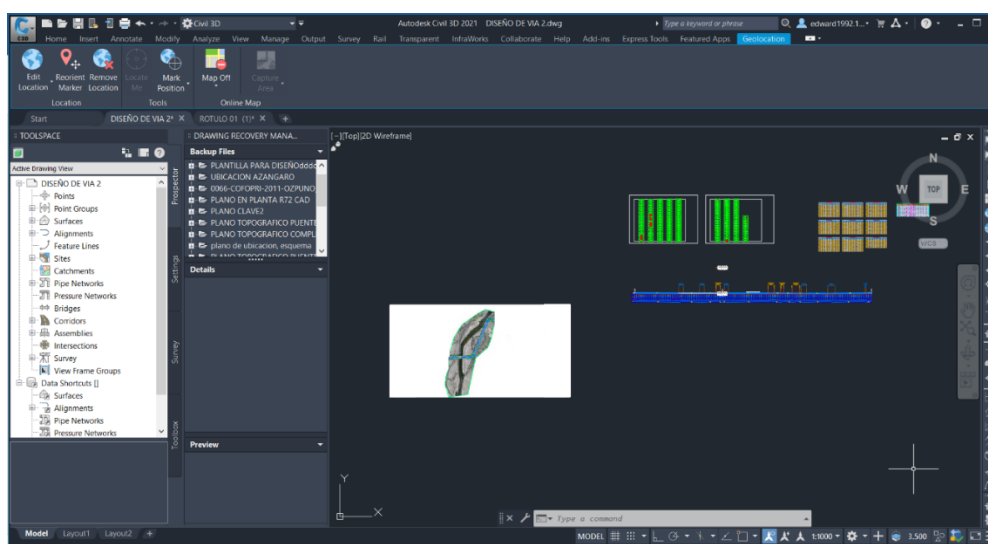 Civil 3D
Autodesk Civil 3D 2021 DISEÑO DE VIA 2.dwg
Type a keyword or phrase
edward1992.1...
C3D
Home Insert Annotate Modify Analyze View Manage Output Survey Rail Transparent InfraWorks Collaborate Help Add-ins Express Tools Featured Apps Geolocation
Edit Location
Reorient Marker
Remove Location
Locate Me
Mark Position
Map Off
Capture Area
Location
Tools
Online Map
Start
DISEÑO DE VIA 2*
ROTULO 01 (1)*
TOOLSPACE
Active Drawing View
DISEÑO DE VIA 2
Points
Point Groups
Surfaces
Alignments
Feature Lines
Sites
Catchments
Pipe Networks
Pressure Networks
Bridges
Corridors
Assemblies
Intersections
Survey
View Frame Groups
Data Shortcuts []
Surfaces
Alignments
Pipe Networks
Pressure Networks
Prospector
Settings
Survey
Toolbox
DRAWING RECOVERY MANA...
Backup Files
PLANTILLA PARA DISEÑOdddd
UBICACION AZANGARO
0066-COFOPRI-2011-OZPUNO
PLANO EN PLANTA R72 CAD
PLANO CLAVE2
PLANO TOPOGRAFICO PUENTE
PLANO TOPOGRAFICO COMPL
plano de ubicacion, esquema
PLANO TOPOGRAFICO PUENTE
Details
Preview
[-][Top][2D Wireframe]
N
W
TOP
E
S
WCS
Y
X
Type a command
Model Layout1 Layout2
MODEL
1:1000
3.500